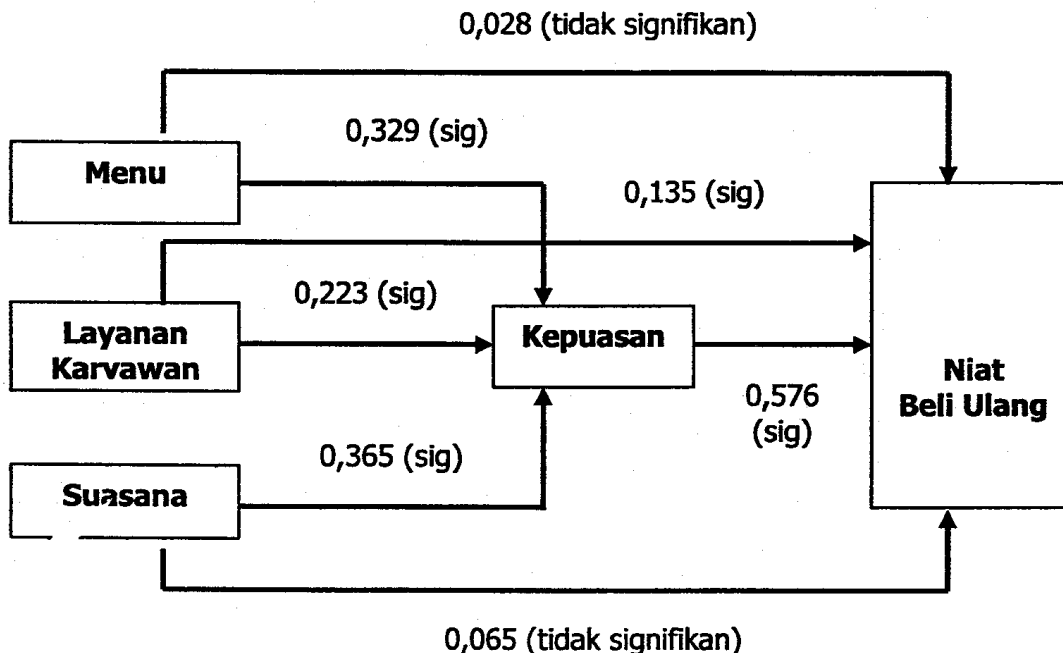 0,028 (tidak signifikan)
0,329 (sig)
Menu
0,135 (sig)
0,223 (sig)
Layanan
Karvawan
Kepuasan
Niat
Beli Ulang
0,576
(sig)
0,365 (sig)
Suasana
0,065 (tidak signifikan)